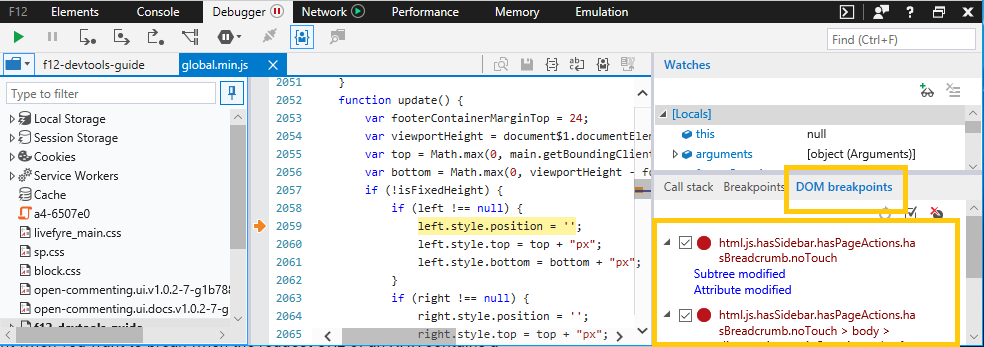 F12 Elements Console Debugger Network Performance Memory Emulation
Find (Ctrl+F)
f12-devtools-guide global.min.js
Type to filter
Local Storage
Session Storage
Cookies
Service Workers
Cache
a4-6507e0
livefyre_main.css
sp.css
block.css
open-commenting.ui.v1.0.2-7-g1b788
open-commenting.ui.docs.v1.0.2-7-g
f12-devtools-guide
2051 }
2052 function update() {
2053 var footerContainerMarginTop = 24;
2054 var viewportHeight = document$1.documentElem
2055 var top = Math.max(0, main.getBoundingClient
2056 var bottom = Math.max(0, viewportHeight - fo
2057 if (!isFixedHeight) {
2058 if (left !== null) {
2059 left.style.position = '';
2060 left.style.top = top + "px";
2061 left.style.bottom = bottom + "px";
2062 }
2063 if (right !== null) {
2064 right.style.position = '';
2065 right.style.top = top + "px";
Watches
[Locals]
this null
arguments [object (Arguments)]
Call stack Breakpoints DOM breakpoints
html.js.hasSidebar.hasPageActions.ha
sBreadcrumb.noTouch
Subtree modified
Attribute modified
html.js.hasSidebar.hasPageActions.ha
sBreadcrumb.noTouch > body >